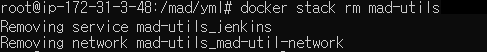 root@ip-172-31-3-48:/mad/yml# docker stack rm mad-utils
Removing service mad-utils_jenkins
Removing network mad-utils_mad-util-network